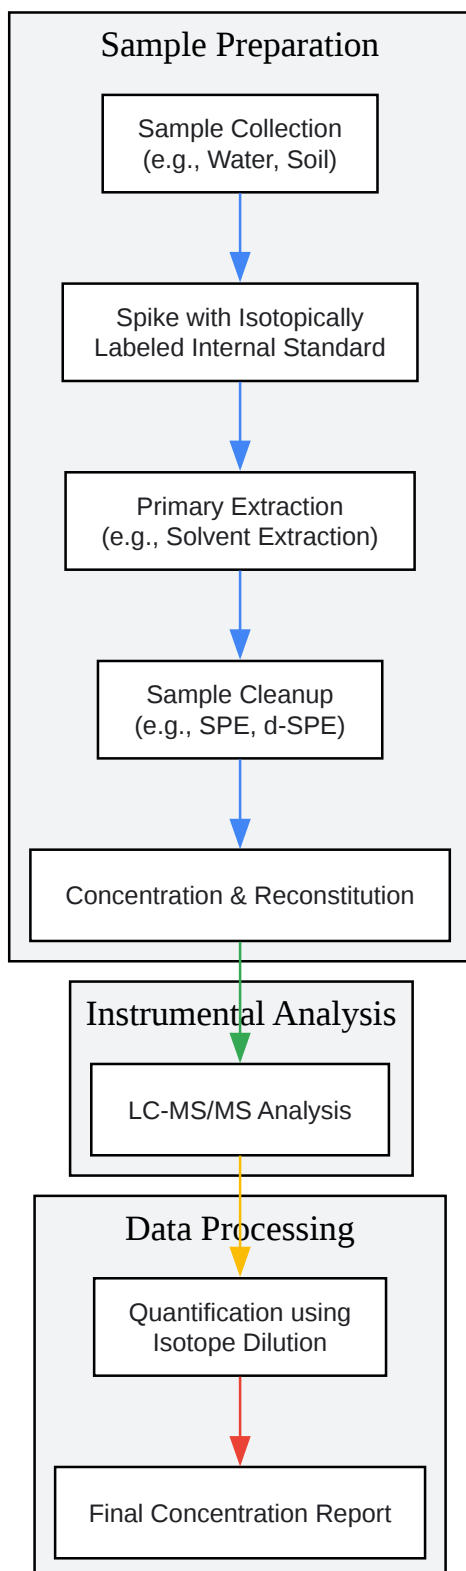 Sample Preparation
Sample Collection
(e.g., Water, Soil)
Spike with Isotopically
Labeled Internal Standard
Primary Extraction
(e.g., Solvent Extraction)
Sample Cleanup
(e.g., SPE, d-SPE)
Concentration & Reconstitution
Instrumental Analysis
LC-MS/MS Analysis
Data Processing
Quantification using
Isotope Dilution
Final Concentration Report